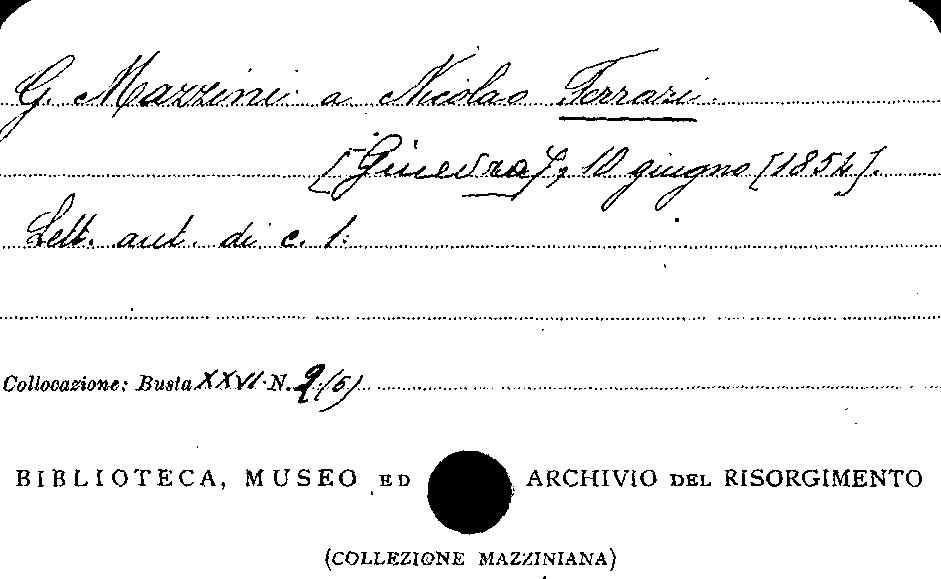 G. Mazzini a Nicolao Ferrari.
[Ginevra], 10 giugno [1854].
Lett. aut. di c. 1.
Collocazione: Busta XXVI N. 9(5)
BIBLIOTECA, MUSEO ED ARCHIVIO DEL RISORGIMENTO
(COLLEZIONE MAZZINIANA)